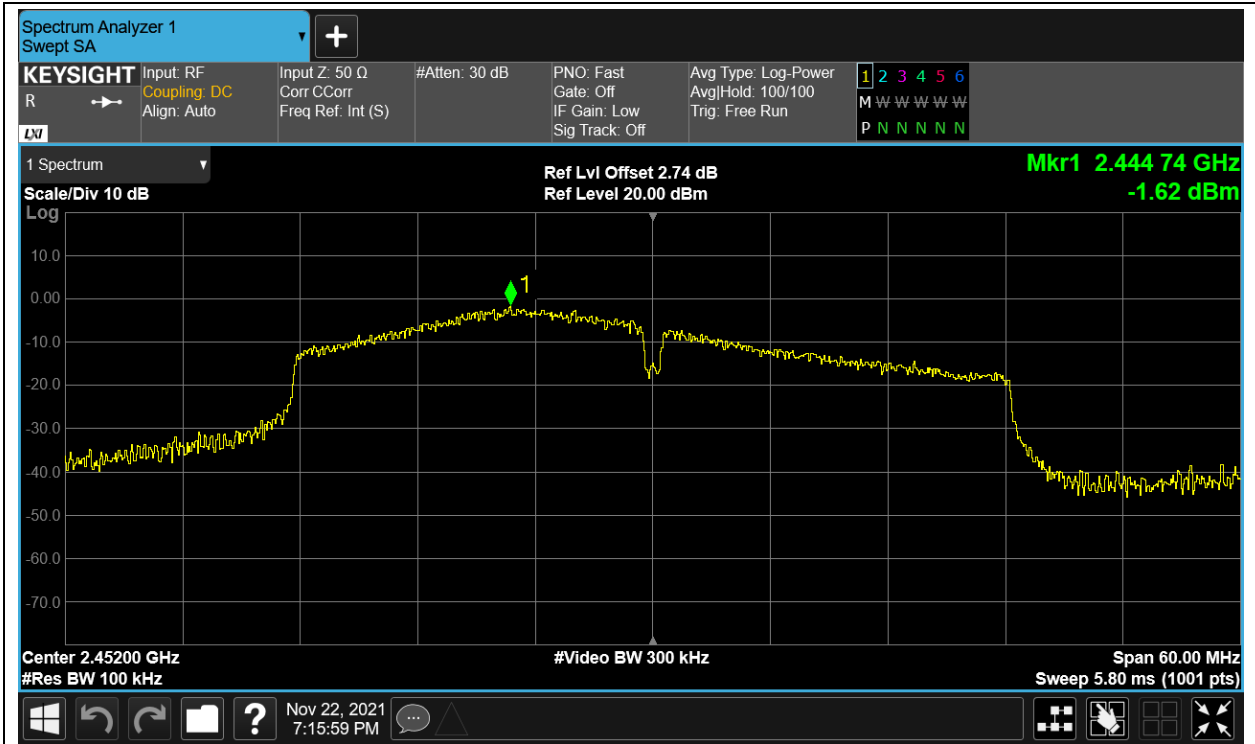 Spectrum Analyzer 1
Swept SA
KEYSIGHT
R
LXI
Input: RF
Coupling: DC
Align: Auto
Input Z: 50 Ω
Corr CCorr
Freq Ref: Int (S)
#Atten: 30 dB
PNO: Fast
Gate: Off
IF Gain: Low
Sig Track: Off
Avg Type: Log-Power
Avg|Hold: 100/100
Trig: Free Run
1 2 3 4 5 6
M W W W W W
P N N N N N
1 Spectrum
Scale/Div 10 dB
Log
Ref Lvl Offset 2.74 dB
Ref Level 20.00 dBm
Mkr1 2.444 74 GHz
-1.62 dBm
10.0
0.00
-10.0
-20.0
-30.0
-40.0
-50.0
-60.0
-70.0
1
Center 2.45200 GHz
#Res BW 100 kHz
#Video BW 300 kHz
Span 60.00 MHz
Sweep 5.80 ms (1001 pts)
?
Nov 22, 2021
7:15:59 PM